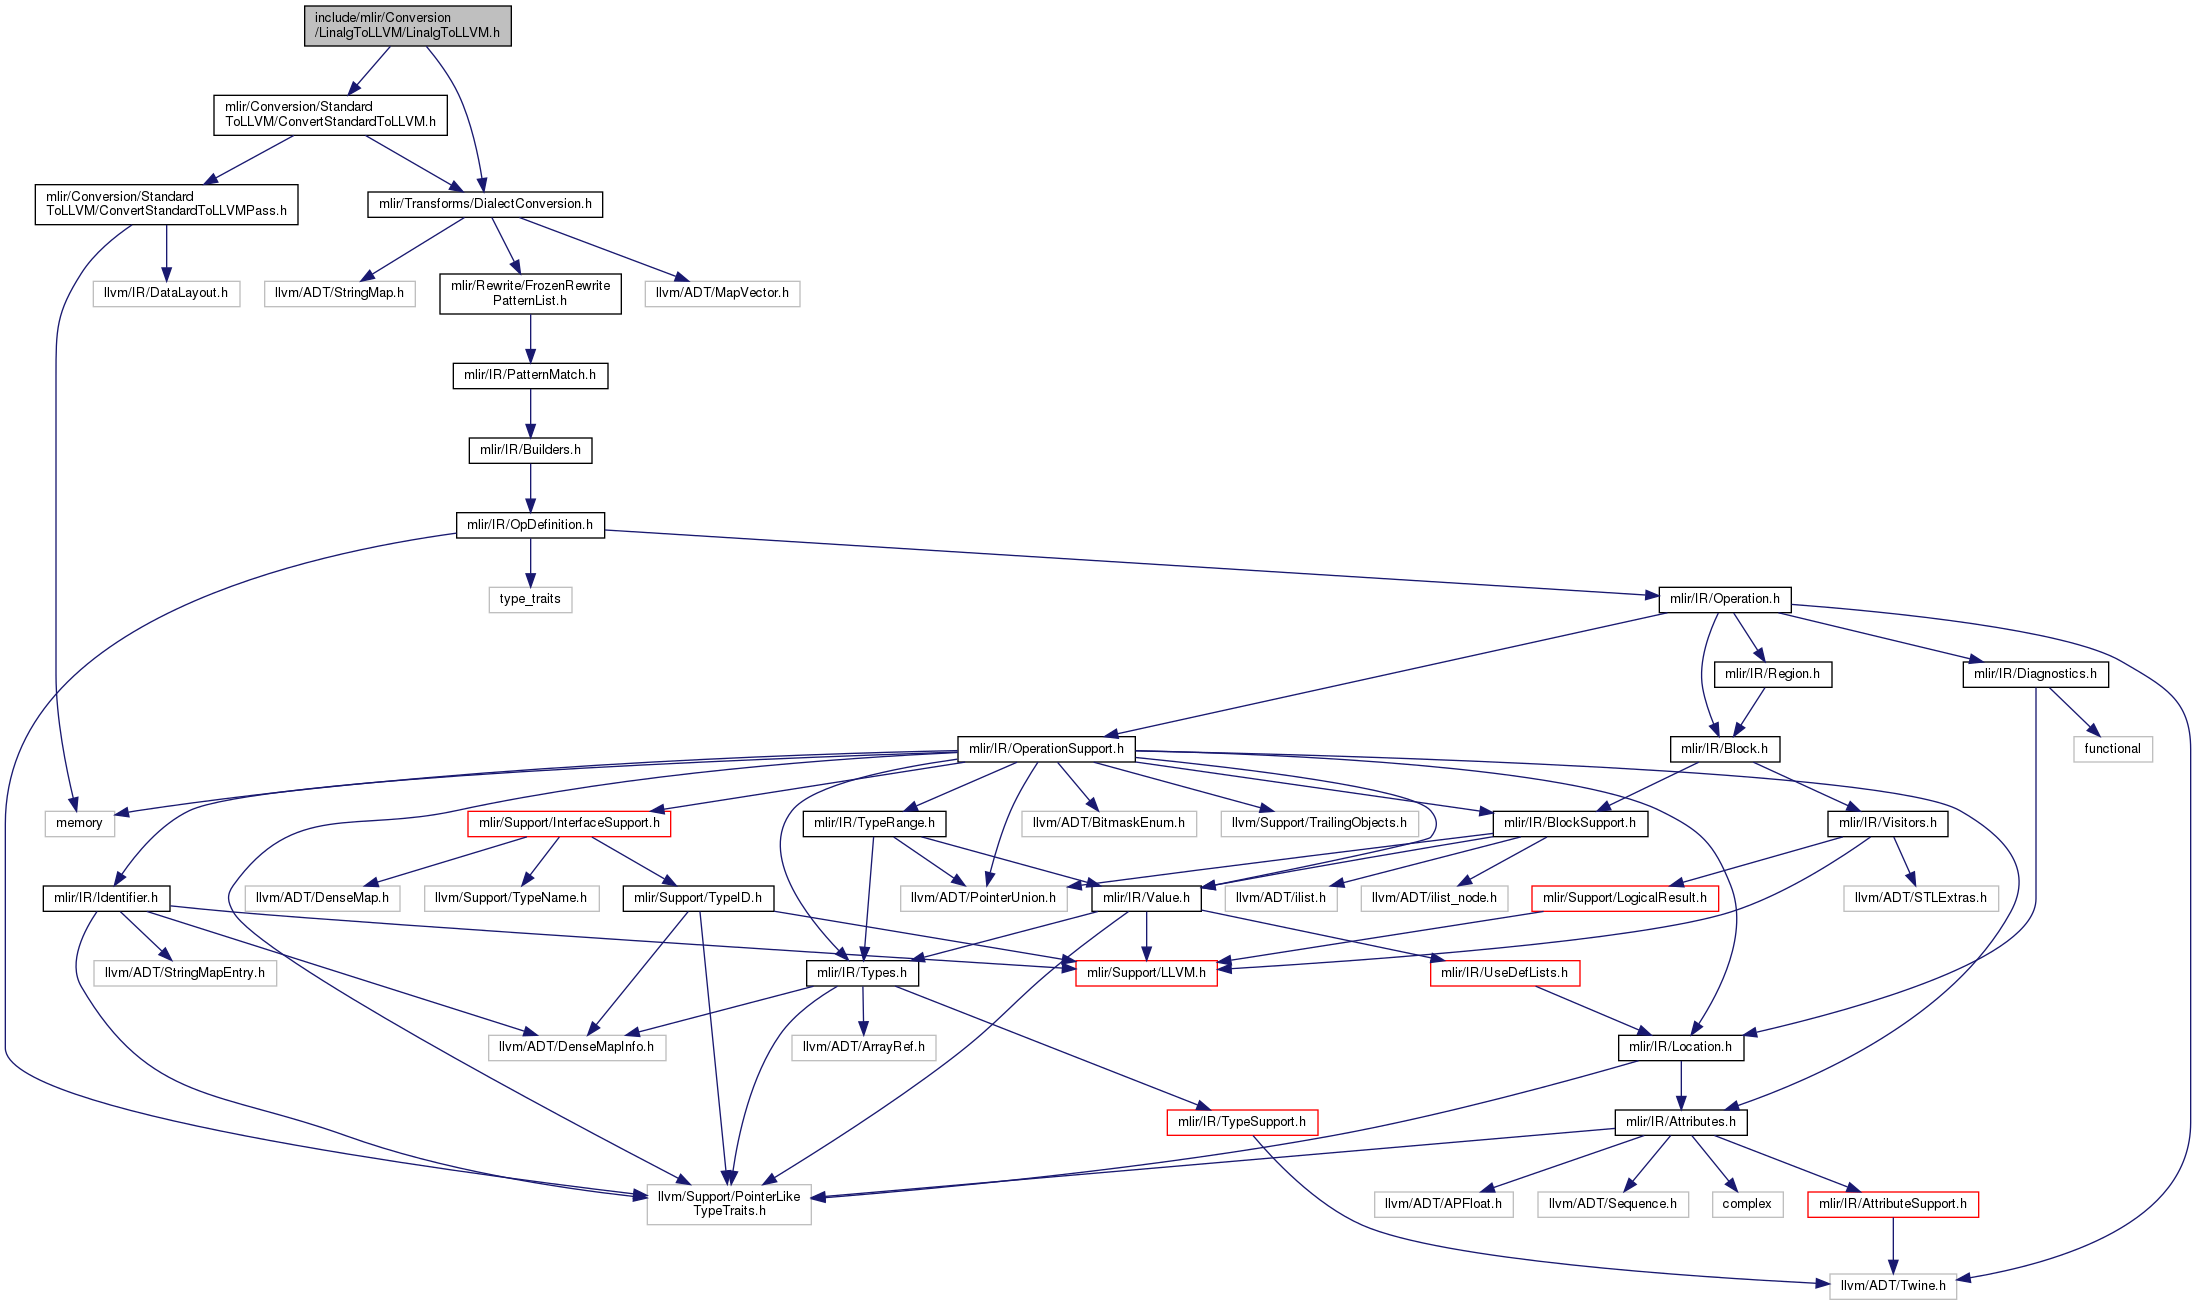 include/mlir/Conversion
/LinalgToLLVM/LinalgToLLVM.h
mlir/Conversion/Standard
ToLLVM/ConvertStandardToLLVM.h
mlir/Conversion/Standard
ToLLVM/ConvertStandardToLLVMPass.h
mlir/Transforms/DialectConversion.h
llvm/IR/DataLayout.h
llvm/ADT/StringMap.h
mlir/Rewrite/FrozenRewrite
PatternList.h
llvm/ADT/MapVector.h
mlir/IR/PatternMatch.h
mlir/IR/Builders.h
mlir/IR/OpDefinition.h
type_traits
mlir/IR/Operation.h
mlir/IR/Region.h
mlir/IR/Diagnostics.h
mlir/IR/OperationSupport.h
mlir/IR/Block.h
functional
memory
mlir/Support/InterfaceSupport.h
mlir/IR/TypeRange.h
llvm/ADT/BitmaskEnum.h
llvm/Support/TrailingObjects.h
mlir/IR/BlockSupport.h
mlir/IR/Visitors.h
mlir/IR/Identifier.h
llvm/ADT/DenseMap.h
llvm/Support/TypeName.h
mlir/Support/TypeID.h
llvm/ADT/PointerUnion.h
mlir/IR/Value.h
llvm/ADT/ilist.h
llvm/ADT/ilist_node.h
mlir/Support/LogicalResult.h
llvm/ADT/STLExtras.h
llvm/ADT/StringMapEntry.h
mlir/IR/Types.h
mlir/Support/LLVM.h
mlir/IR/UseDefLists.h
llvm/ADT/DenseMapInfo.h
llvm/ADT/ArrayRef.h
mlir/IR/Location.h
mlir/IR/TypeSupport.h
mlir/IR/Attributes.h
llvm/Support/PointerLike
TypeTraits.h
llvm/ADT/APFloat.h
llvm/ADT/Sequence.h
complex
mlir/IR/AttributeSupport.h
llvm/ADT/Twine.h